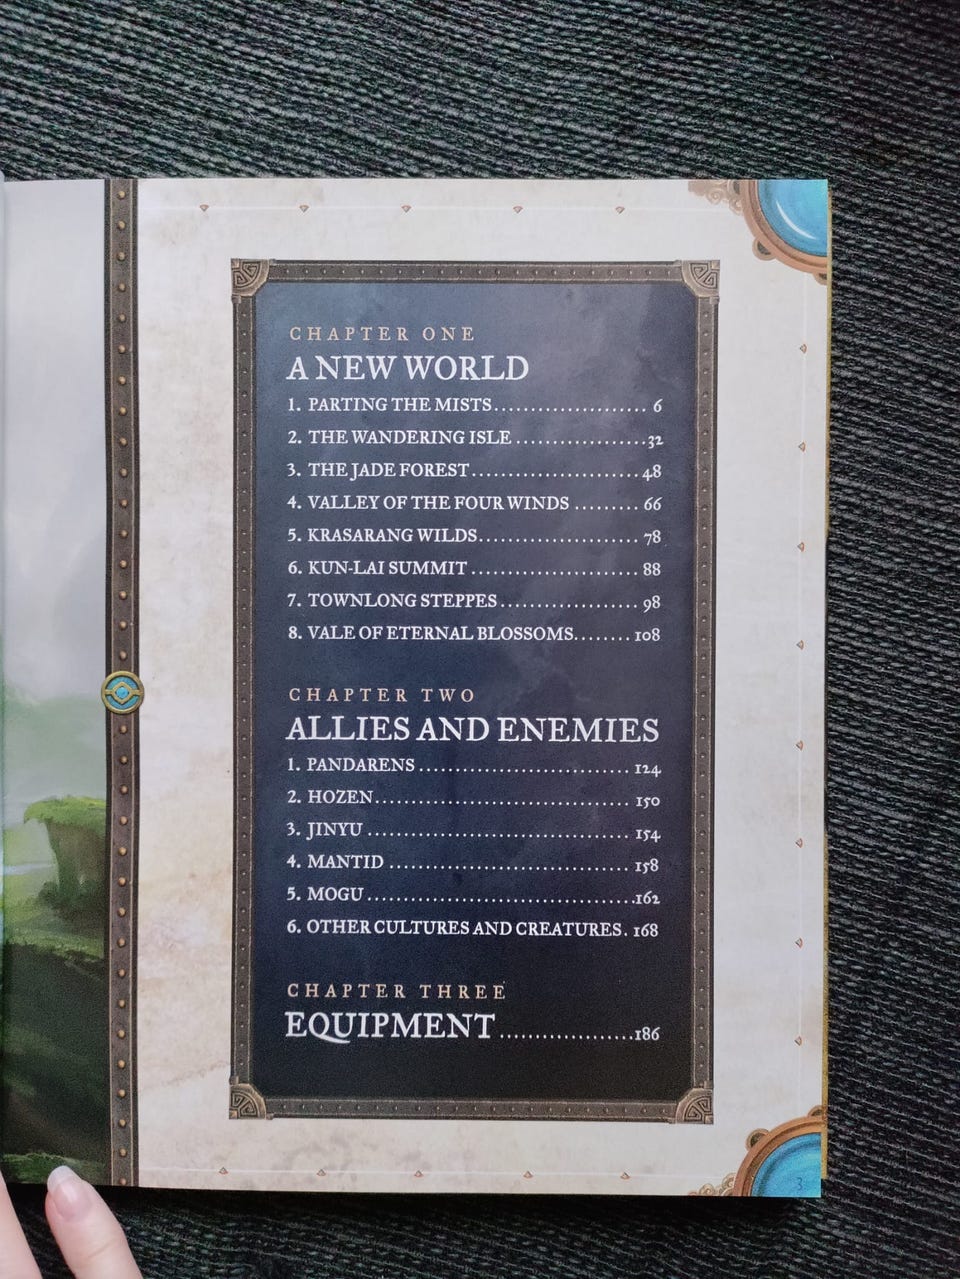 CHAPTER ONE
A NEW WORLD
1. PARTING THE MISTS..................... 6
2. THE WANDERING ISLE ..................32
3. THE JADE FOREST.......................48
4. VALLEY OF THE FOUR WINDS ......... 66
5. KRASARANG WILDS...................... 78
6. KUN-LAI SUMMIT ....................... 88
7. TOWNLONG STEPPES................... 98
8. VALE OF ETERNAL BLOSSOMS........ 108
CHAPTER TWO
ALLIES AND ENEMIES
1. PANDARENS ............................. 124
2. HOZEN................................... 150
3. JINYU .................................... 154
4. MANTID ................................. 158
5. MOGU.....................................162
6. OTHER CULTURES AND CREATURES. 168
CHAPTER THREE
EQUIPMENT ...................186
3